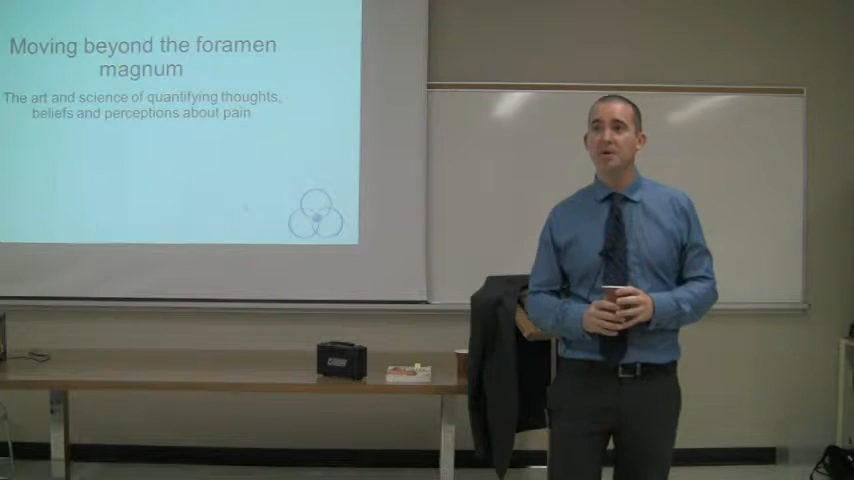 Moving beyond the foramen
magnum
The art and science of quantifying thoughts,
beliefs and perceptions about pain